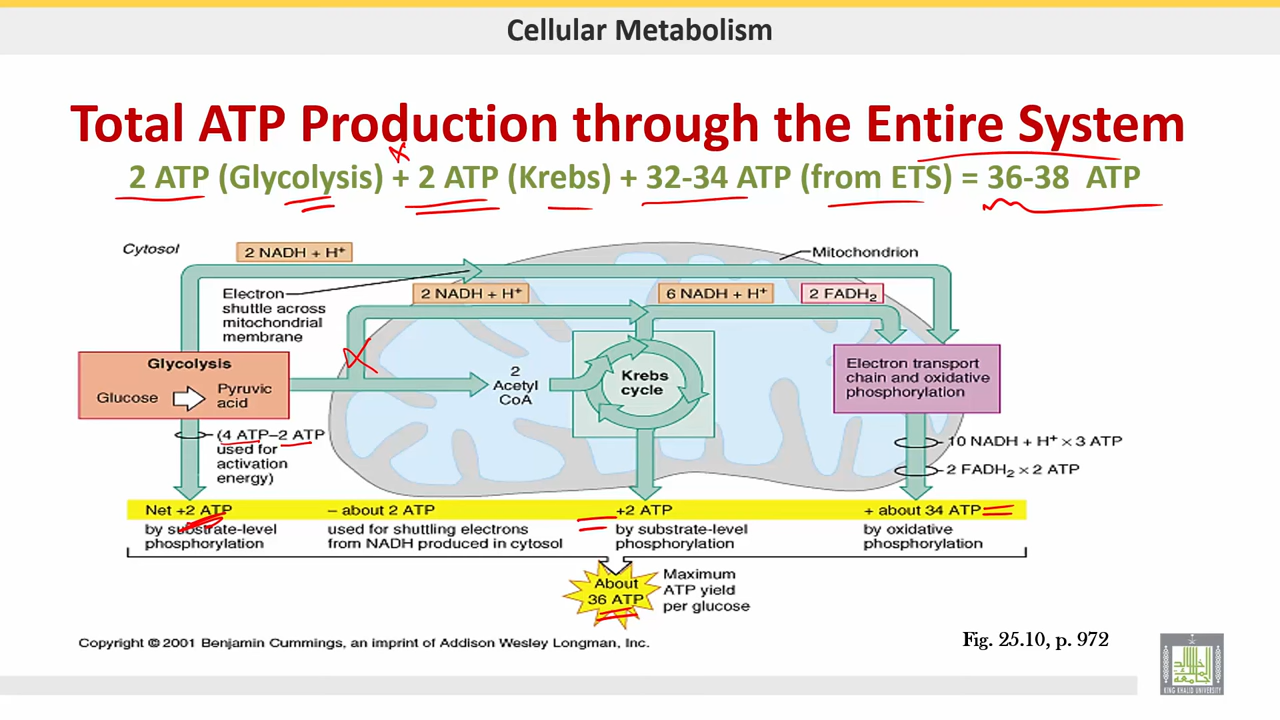 Cellular Metabolism
Total ATP Production through the Entire System
2 ATP (Glycolysis) + 2 ATP (Krebs) + 32-34 ATP (from ETS) = 36-38 ATP
Cytosol
2 NADH + H⁺
Mitochondrion
Electron
shuttle across
mitochondrial
membrane
2 NADH + H⁺
6 NADH + H⁺
2 FADH₂
Glycolysis
Glucose
Pyruvic
acid
2
Acetyl
CoA
Krebs
cycle
Electron transport
chain and oxidative
phosphorylation
(4 ATP–2 ATP
used for
activation
energy)
10 NADH + H⁺ × 3 ATP
2 FADH₂ × 2 ATP
Net +2 ATP
by substrate-level
phosphorylation
– about 2 ATP
used for shuttling electrons
from NADH produced in cytosol
+2 ATP
by substrate-level
phosphorylation
+ about 34 ATP
by oxidative
phosphorylation
About
36 ATP
Maximum
ATP yield
per glucose
Copyright © 2001 Benjamin Cummings, an imprint of Addison Wesley Longman, Inc.
Fig. 25.10, p. 972
KING KHALID UNIVERSITY